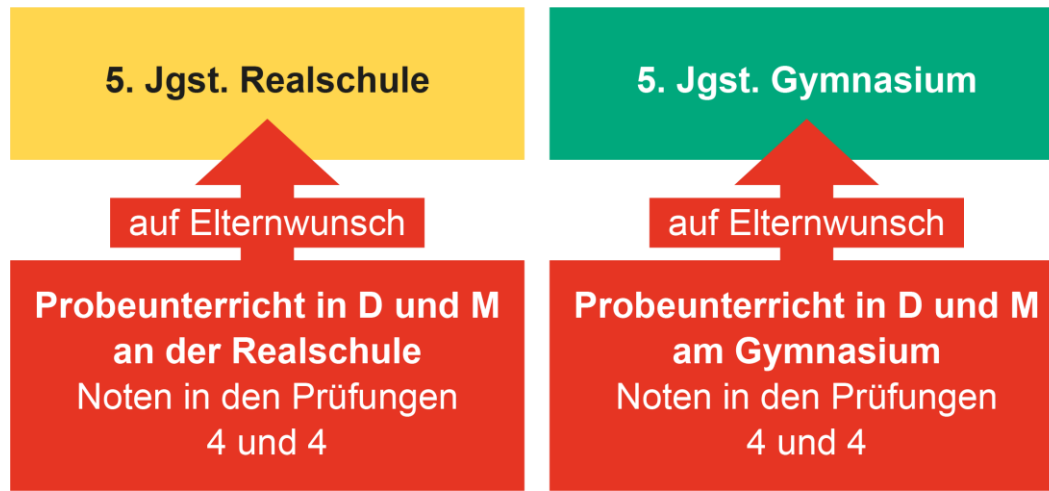 5. Jgst. Realschule
auf Elternwunsch
Probeunterricht in D und M
an der Realschule
Noten in den Prüfungen
4 und 4
5. Jgst. Gymnasium
auf Elternwunsch
Probeunterricht in D und M
am Gymnasium
Noten in den Prüfungen
4 und 4